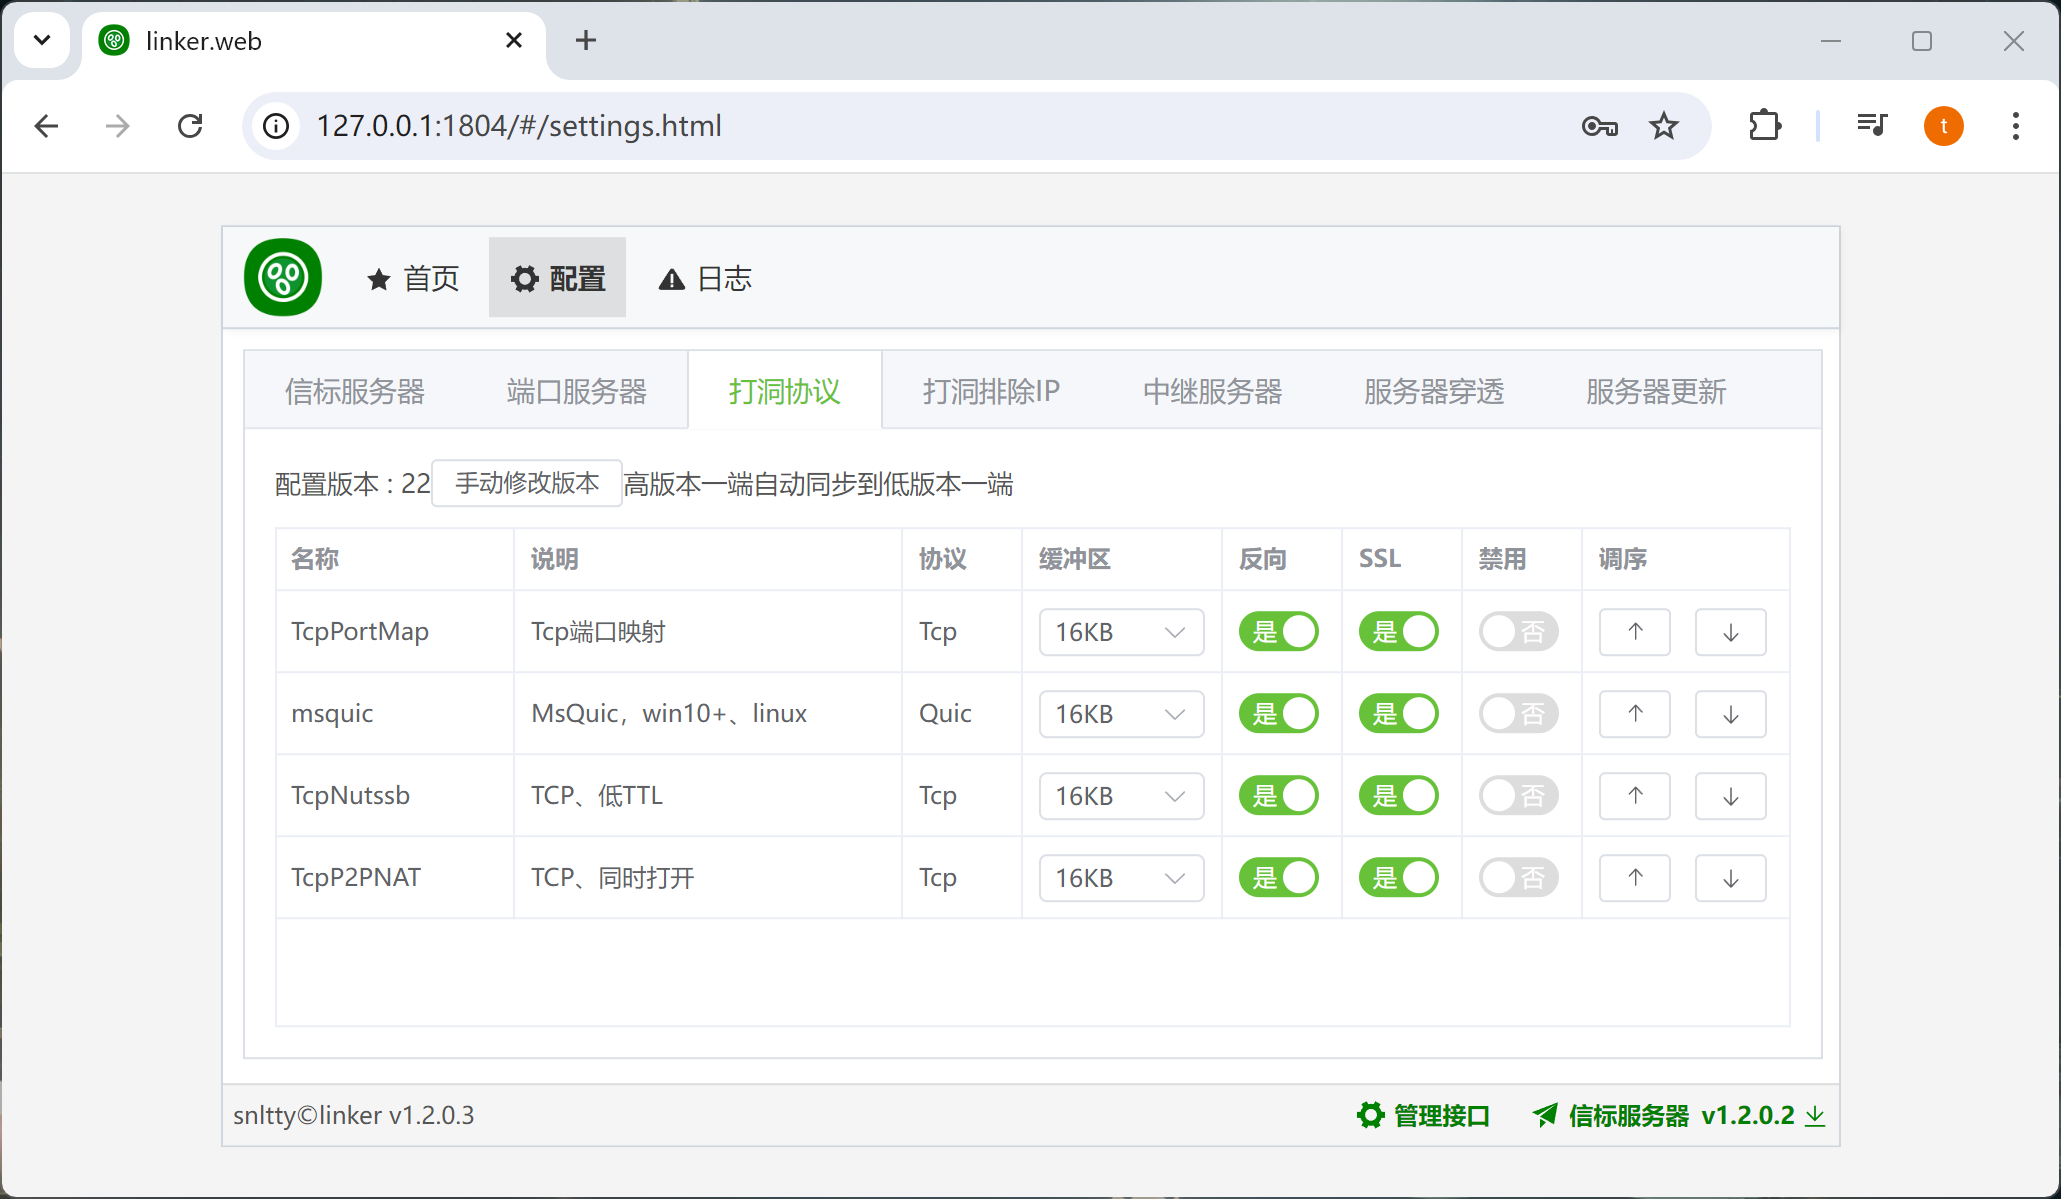 linker.web
127.0.0.1:1804/#/settings.html
t
首页 配置 日志
信标服务器 端口服务器 打洞协议 打洞排除IP 中继服务器 服务器穿透 服务器更新
配置版本 : 22 手动修改版本 高版本一端自动同步到低版本一端
名称 说明 协议 缓冲区 反向 SSL 禁用 调序
TcpPortMap Tcp端口映射 Tcp 16KB 是 是 否
msquic MsQuic，win10+、linux Quic 16KB 是 是 否
TcpNutssb TCP、低TTL Tcp 16KB 是 是 否
TcpP2PNAT TCP、同时打开 Tcp 16KB 是 是 否
snltty©linker v1.2.0.3 管理接口 信标服务器 v1.2.0.2